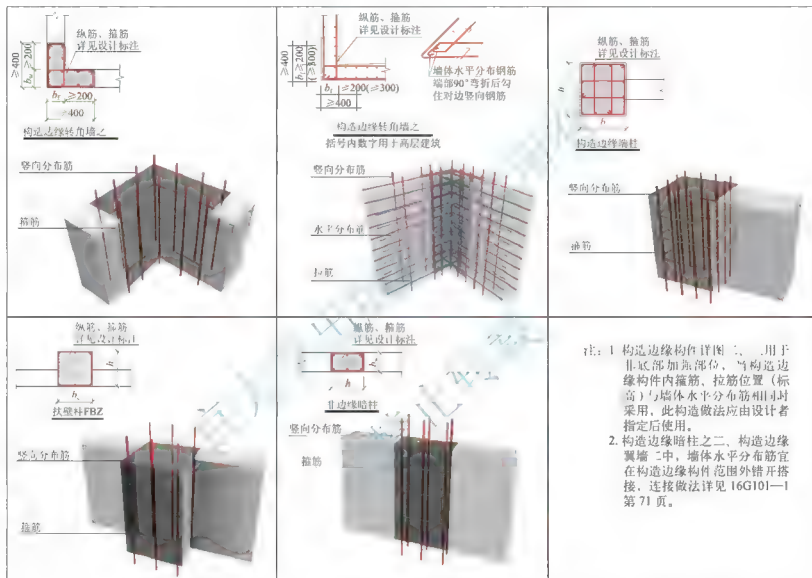 纵筋、箍筋
详见设计标注
≥400
≥200
≥200
≥400
构造边缘转角墙之
竖向分布筋
箍筋
纵筋、箍筋
详见设计标注
≥400
≥200
(≥300)
≥200(≥300)
≥400
墙体水平分布钢筋
端部90°弯折后勾
住对边竖向钢筋
构造边缘转角墙之
括号内数字用于高层建筑
竖向分布筋
水平分布筋
拉筋
纵筋、箍筋
详见设计标注
h
构造边缘端柱
竖向分布筋
箍筋
纵筋、箍筋
详见设计标注
h
h
扶壁柱FBZ
竖向分布筋
箍筋
纵筋、箍筋
详见设计标注
h
非边缘暗柱
竖向分布筋
箍筋
注：1 构造边缘构件详图二、 用于
非底部加强部位，当构造边
缘构件内箍筋、拉筋位置（标
高）与墙体水平分布筋相同时
采用，此构造做法应由设计者
指定后使用。
2. 构造边缘暗柱之二、构造边缘
翼墙二中，墙体水平分布筋宜
在构造边缘构件范围外错开搭
接，连接做法详见16G101—1
第71页。